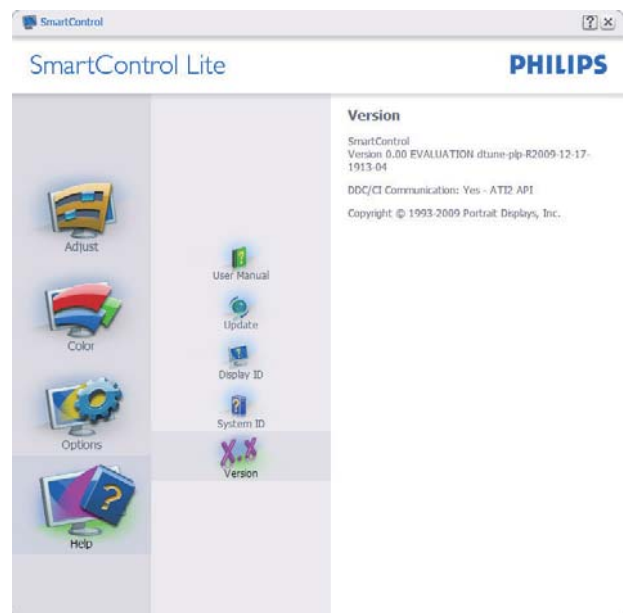 SmartControl
SmartControl Lite
PHILIPS
Adjust
Color
Options
Help
User Manual
Update
Display ID
System ID
X.X
Version
Version
SmartControl
Version 0.00 EVALUATION dtune-plp-R2009-12-17-
1913-04
DDC/CI Communication: Yes - ATI2 API
Copyright © 1993-2009 Portrait Displays, Inc.